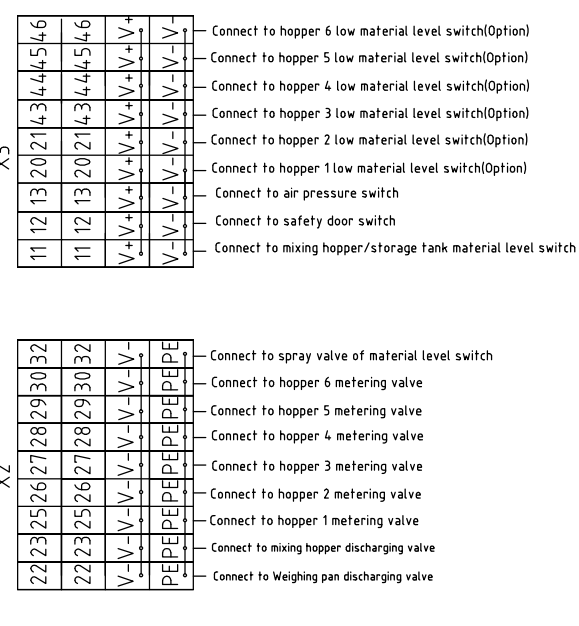 46 46 V+ V- Connect to hopper 6 low material level switch(Option)
45 45 V+ V- Connect to hopper 5 low material level switch(Option)
44 44 V+ V- Connect to hopper 4 low material level switch(Option)
43 43 V+ V- Connect to hopper 3 low material level switch(Option)
21 21 V+ V- Connect to hopper 2 low material level switch(Option)
20 20 V+ V- Connect to hopper 1 low material level switch(Option)
13 13 V+ V- Connect to air pressure switch
12 12 V+ V- Connect to safety door switch
11 11 V+ V- Connect to mixing hopper/storage tank material level switch
32 32 V- PE Connect to spray valve of material level switch
30 30 V- PE Connect to hopper 6 metering valve
29 29 V- PE Connect to hopper 5 metering valve
28 28 V- PE Connect to hopper 4 metering valve
27 27 V- PE Connect to hopper 3 metering valve
26 26 V- PE Connect to hopper 2 metering valve
25 25 V- PE Connect to hopper 1 metering valve
23 23 V- PE Connect to mixing hopper discharging valve
22 22 V- PE Connect to Weighing pan discharging valve